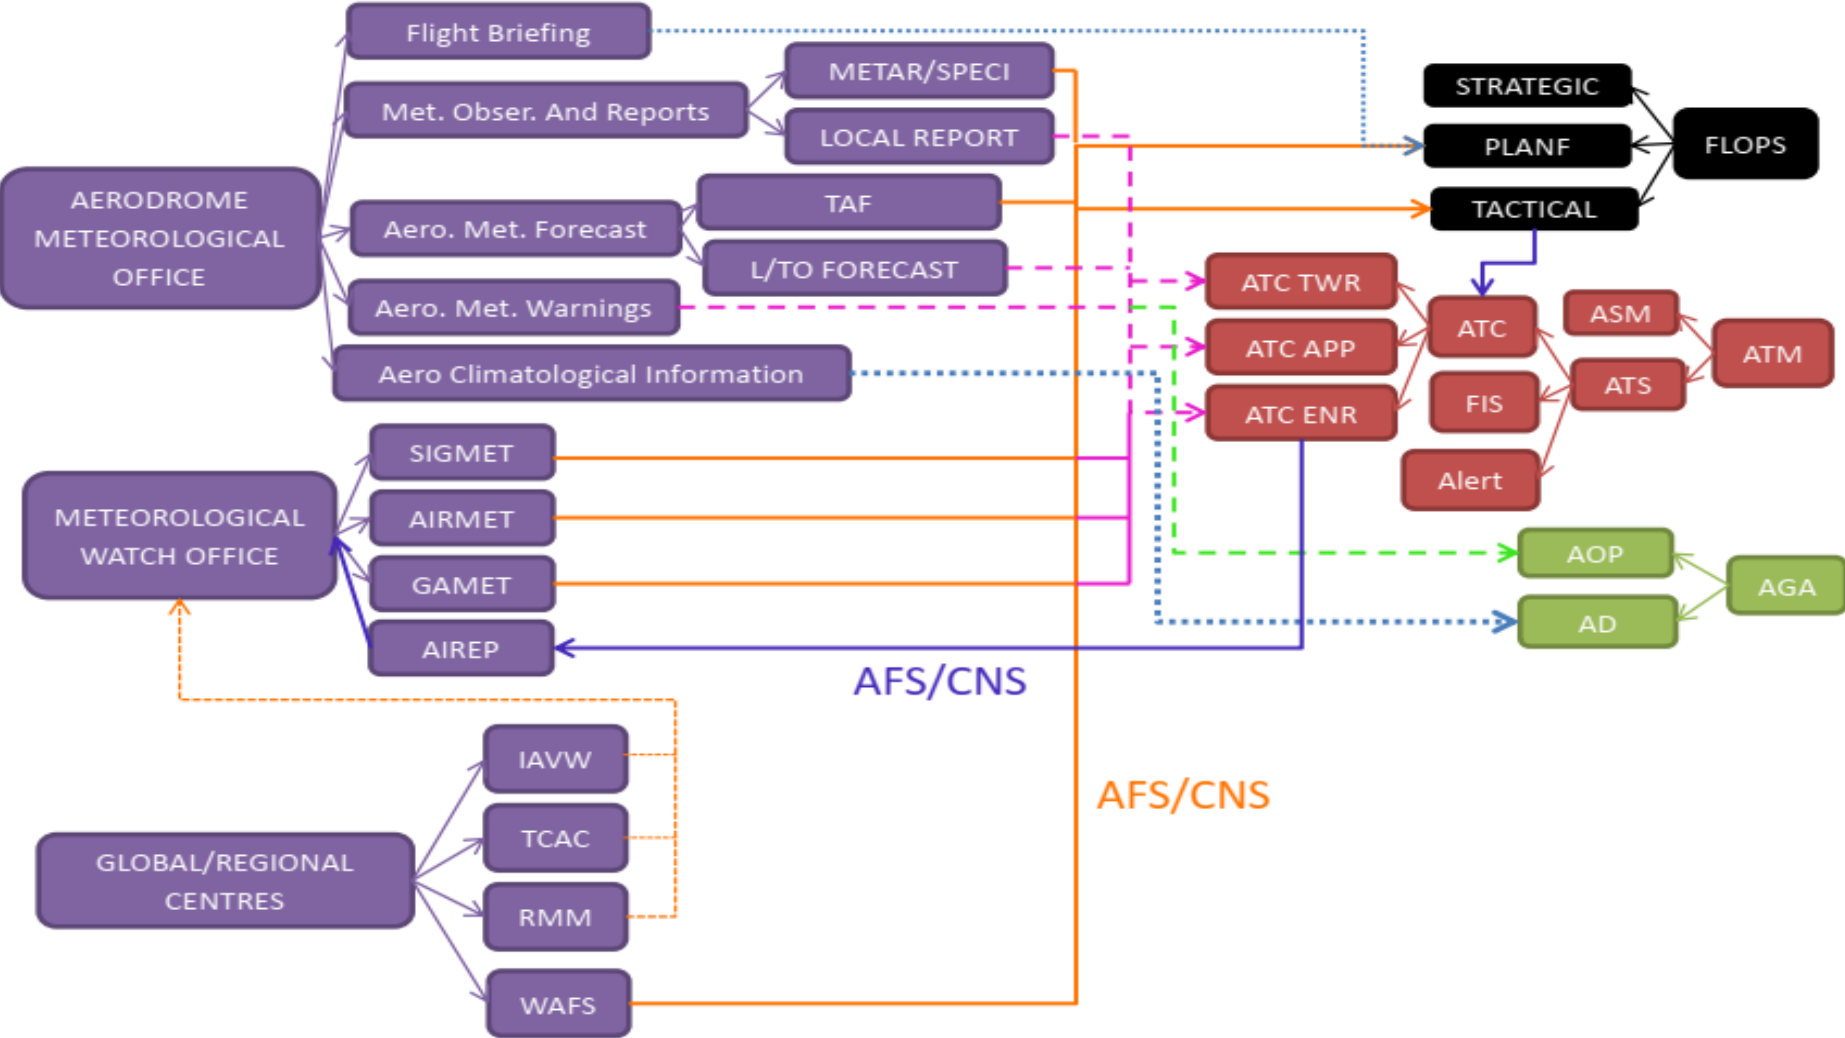 Flight Briefing
METAR/SPECI
Met. Obser. And Reports
LOCAL REPORT
AERODROME
METEOROLOGICAL
OFFICE
TAF
Aero. Met. Forecast
L/TO FORECAST
Aero. Met. Warnings
Aero Climatological Information
STRATEGIC
PLANF
FLOPS
TACTICAL
ATC TWR
ATC APP
ATC ENR
ATC
ASM
ATM
ATS
FIS
Alert
AOP
AGA
AD
SIGMET
AIRMET
GAMET
AIREP
METEOROLOGICAL
WATCH OFFICE
AFS/CNS
AFS/CNS
IAVW
TCAC
RMM
WAFS
GLOBAL/REGIONAL
CENTRES